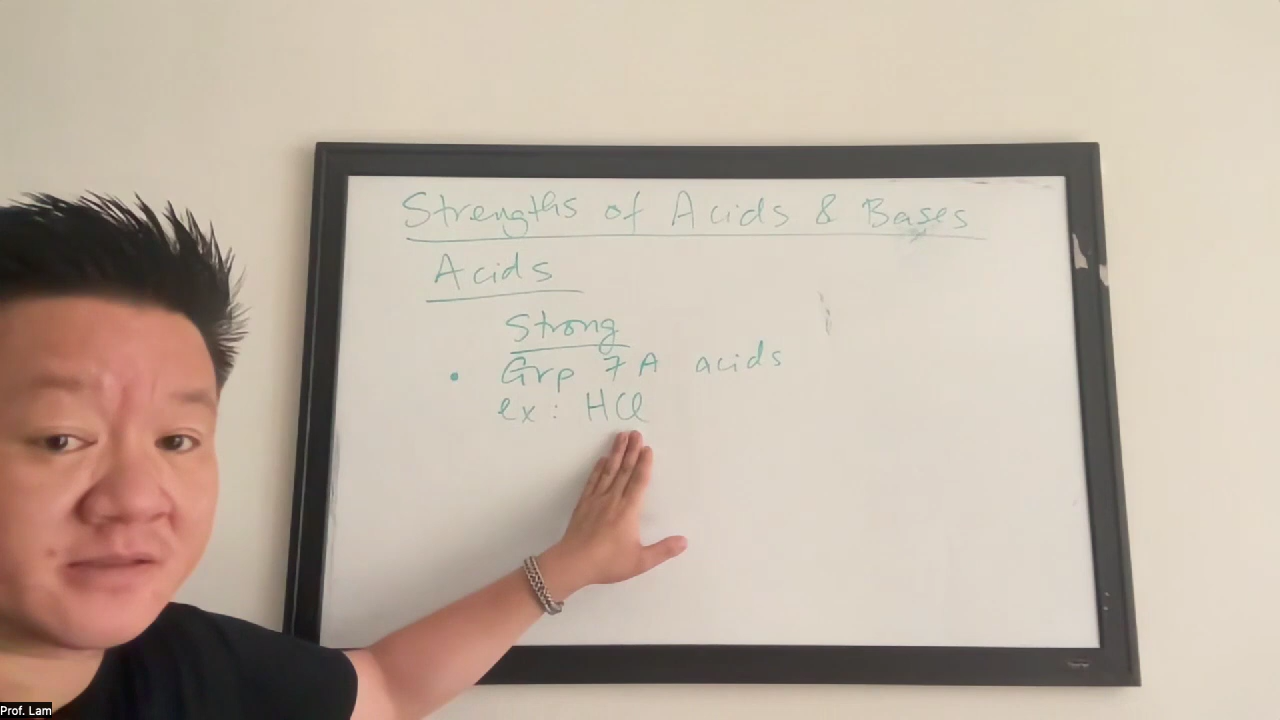 Strengths of Acids & Bases
Acids
Strong
• Grp 7A acids
ex: HCl
Prof. Lam